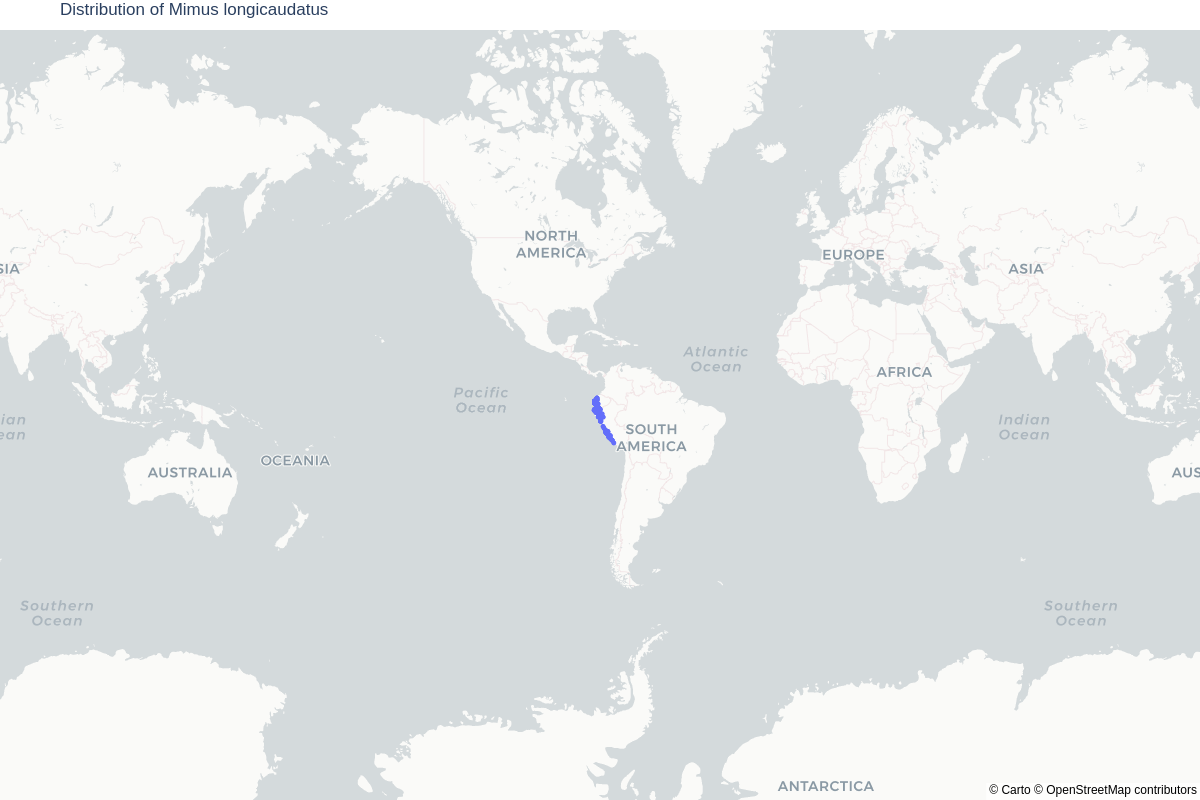 Distribution of Mimus longicaudatus
NORTH
AMERICA
EUROPE
SIA
ASIA
Atlantic
Ocean
AFRICA
Pacific
Ocean
ian
ean
Indian
Ocean
SOUTH
AMERICA
OCEANIA
AUSTRALIA
AUS
Southern
Ocean
Southern
Ocean
ANTARCTICA
© Carto © OpenStreetMap contributors